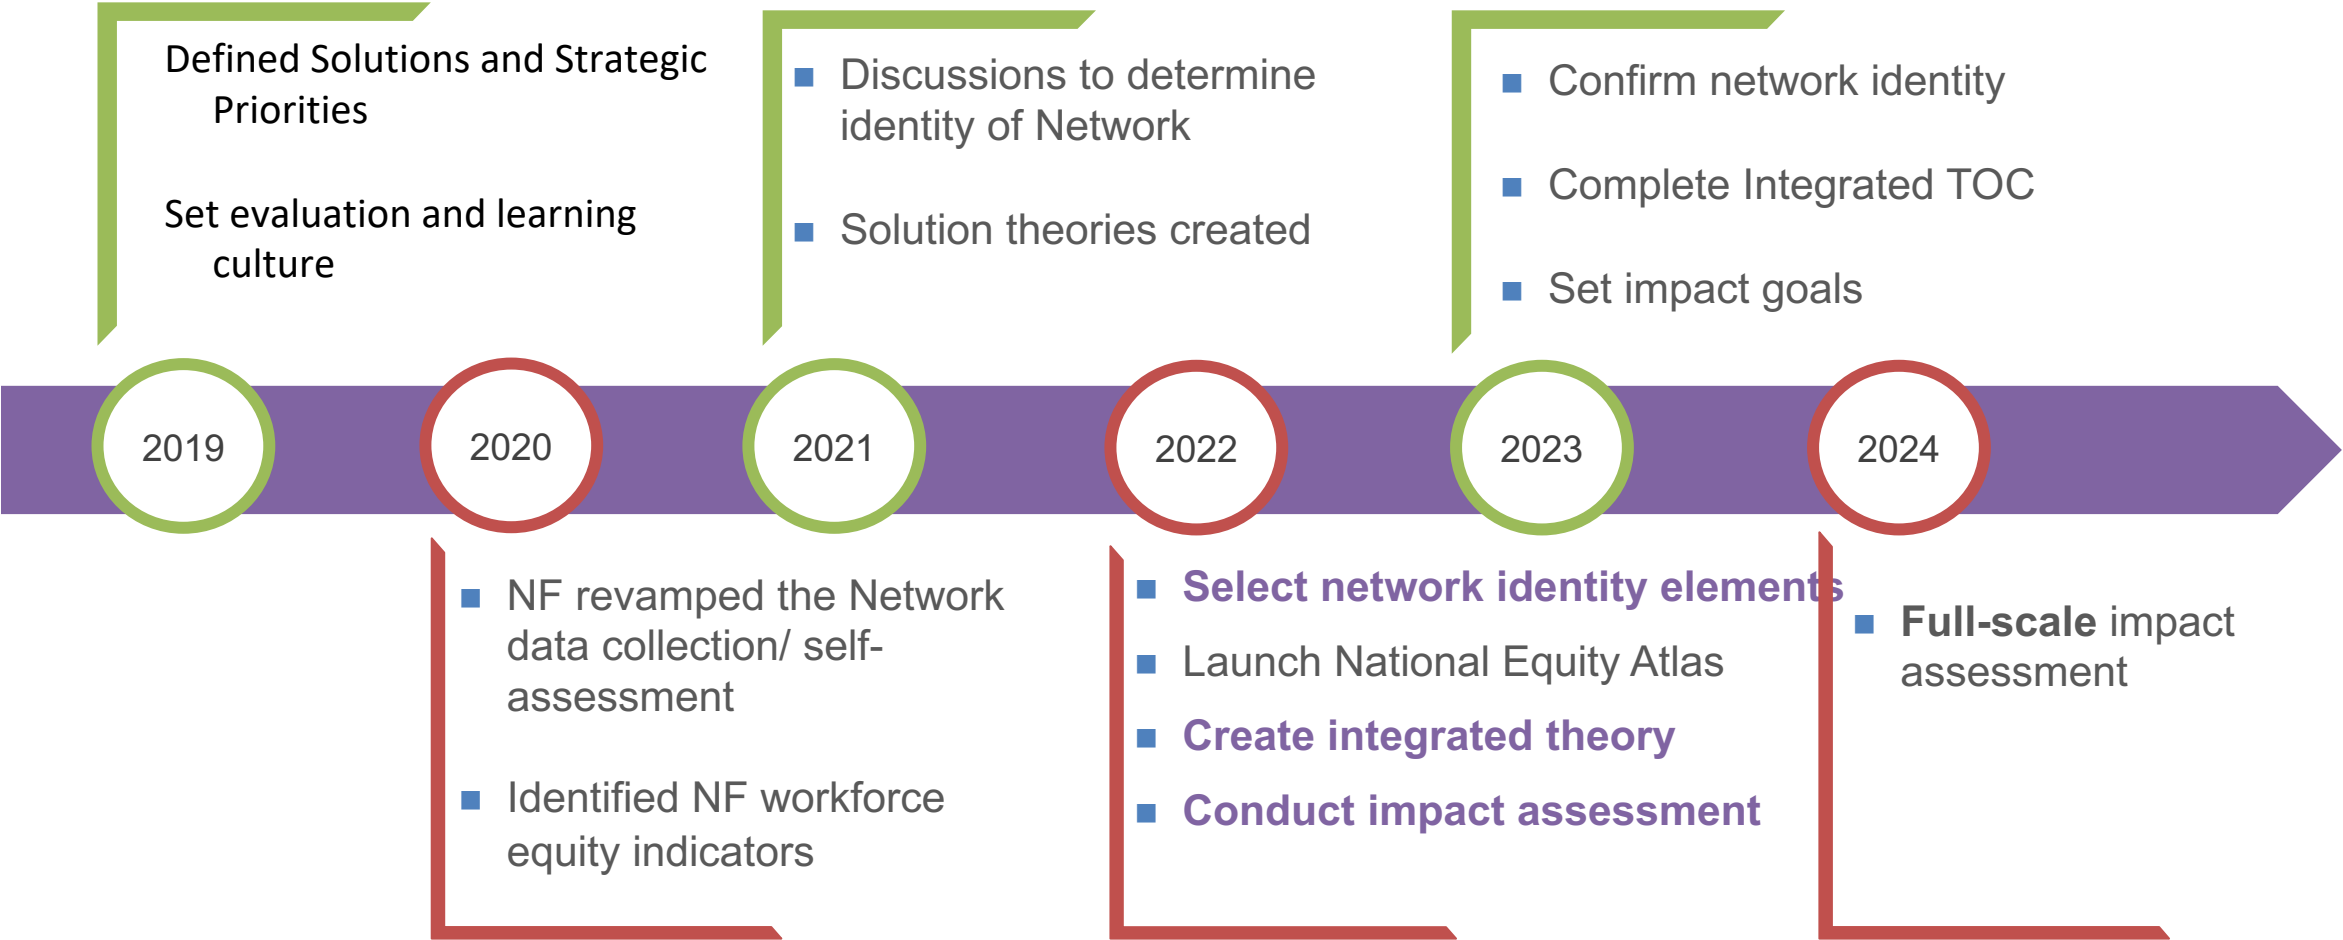 Defined Solutions and Strategic
Priorities
Set evaluation and learning
culture
Discussions to determine
identity of Network
Solution theories created
Confirm network identity
Complete Integrated TOC
Set impact goals
2019
2020
2021
2022
2023
2024
NF revamped the Network
data collection/ self-
assessment
Identified NF workforce
equity indicators
Select network identity elements
Launch National Equity Atlas
Create integrated theory
Conduct impact assessment
Full-scale impact
assessment